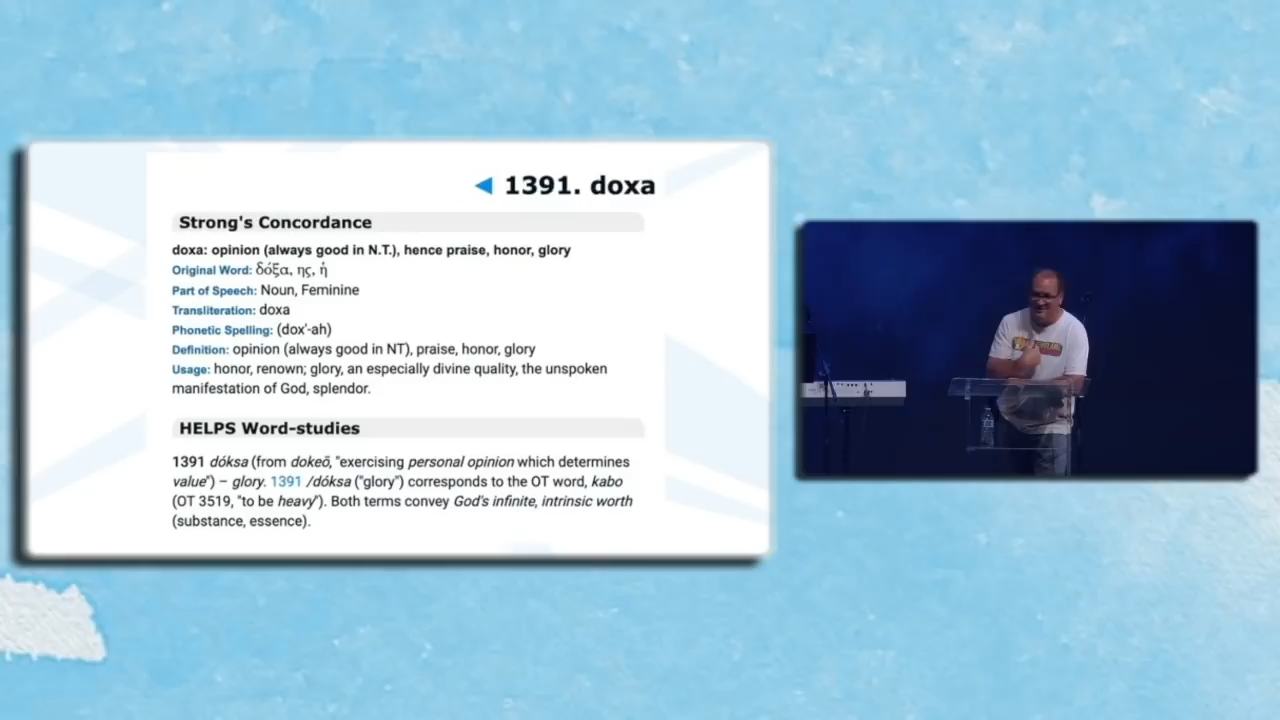 ◀ 1391. doxa
Strong's Concordance
doxa: opinion (always good in N.T.), hence praise, honor, glory
Original Word: δόξα, ης, ἡ
Part of Speech: Noun, Feminine
Transliteration: doxa
Phonetic Spelling: (dox'-ah)
Definition: opinion (always good in NT), praise, honor, glory
Usage: honor, renown; glory, an especially divine quality, the unspoken
manifestation of God, splendor.
HELPS Word-studies
1391 dóksa (from dokeō, "exercising personal opinion which determines
value") – glory. 1391 /dóksa ("glory") corresponds to the OT word, kabo
(OT 3519, "to be heavy"). Both terms convey God's infinite, intrinsic worth
(substance, essence).